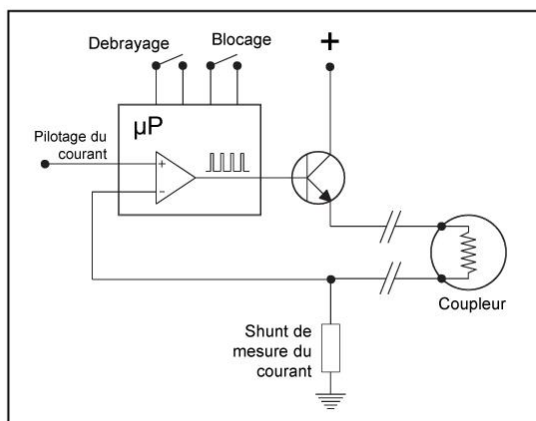 Debrayage
Blocage
+
µP
Pilotage du
courant
+
-
Coupleur
Shunt de
mesure du
courant